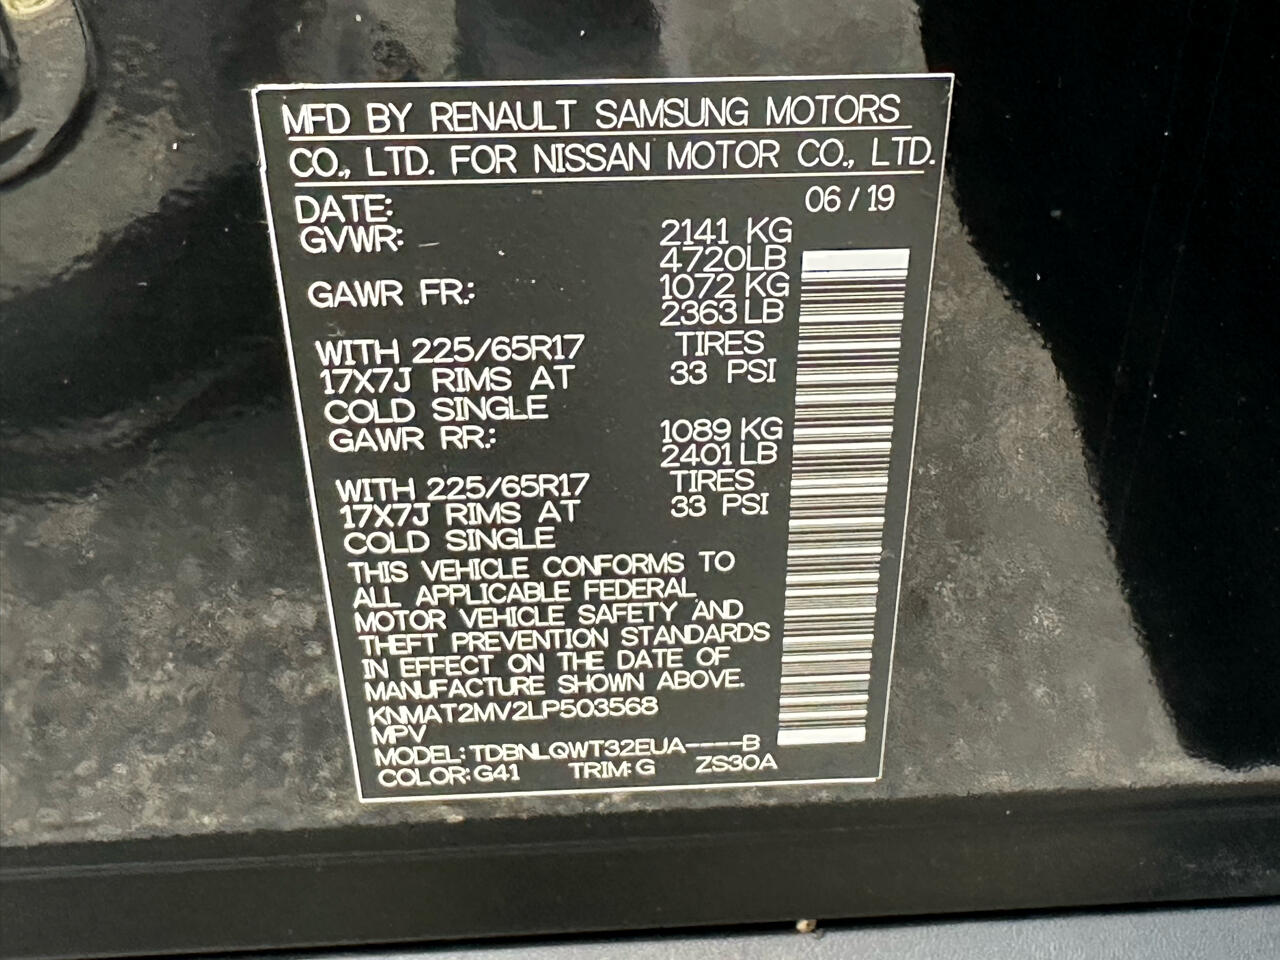 MFD BY RENAULT SAMSUNG MOTORS
CO., LTD. FOR NISSAN MOTOR CO., LTD.
DATE: 06 / 19
GVWR: 2141 KG
4720LB
GAWR FR.: 1072 KG
2363 LB
WITH 225/65R17 TIRES
17X7J RIMS AT 33 PSI
COLD SINGLE
GAWR RR.: 1089 KG
2401 LB
WITH 225/65R17 TIRES
17X7J RIMS AT 33 PSI
COLD SINGLE
THIS VEHICLE CONFORMS TO
ALL APPLICABLE FEDERAL
MOTOR VEHICLE SAFETY AND
THEFT PREVENTION STANDARDS
IN EFFECT ON THE DATE OF
MANUFACTURE SHOWN ABOVE.
KNMAT2MV2LP503568
MPV
MODEL: TDBNLQWT32EUA----B
COLOR: G41 TRIM: G ZS30A